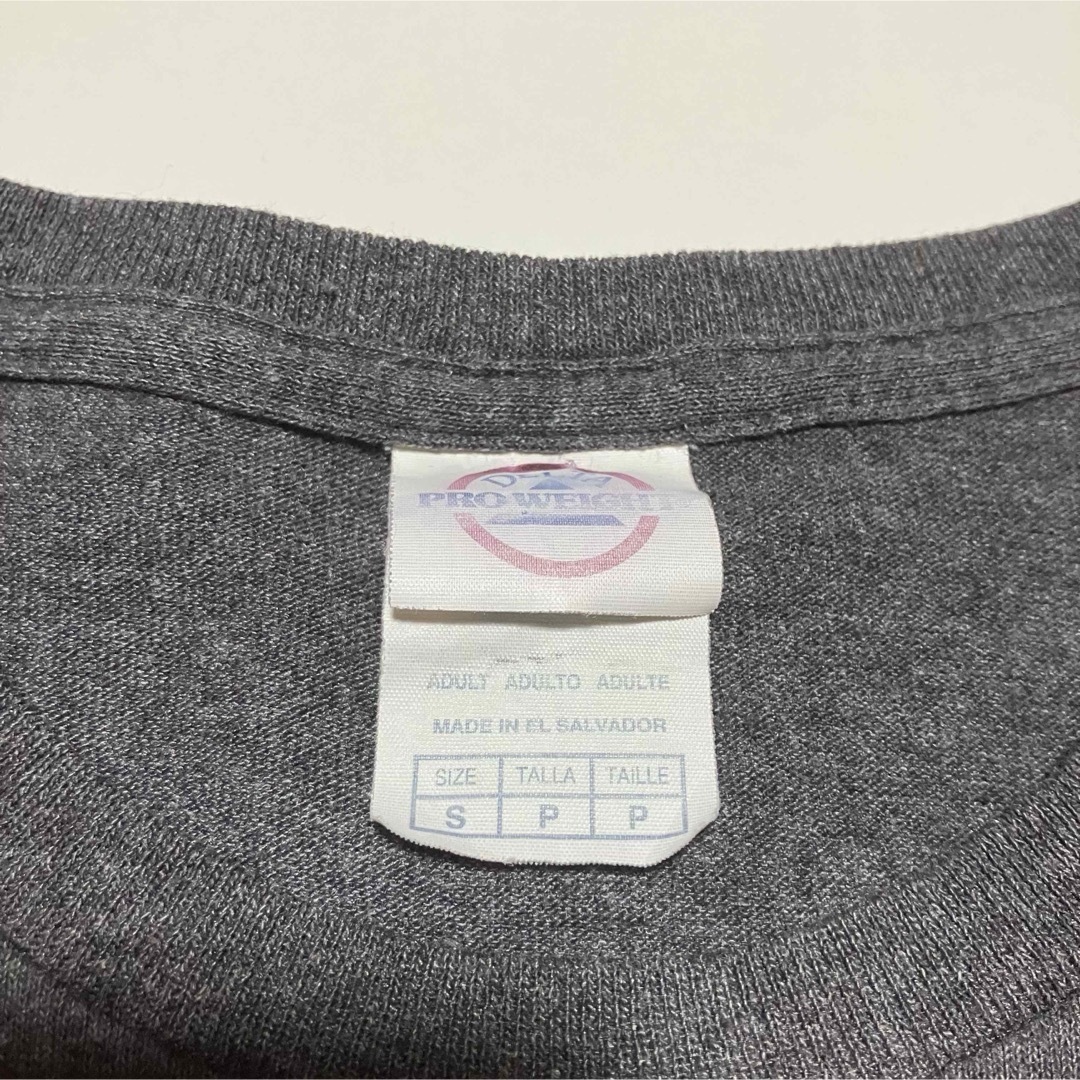 PRO WEIGHT
ADULT ADULTO ADULTE
MADE IN EL SALVADOR
SIZE TALLA TAILLE
S P P